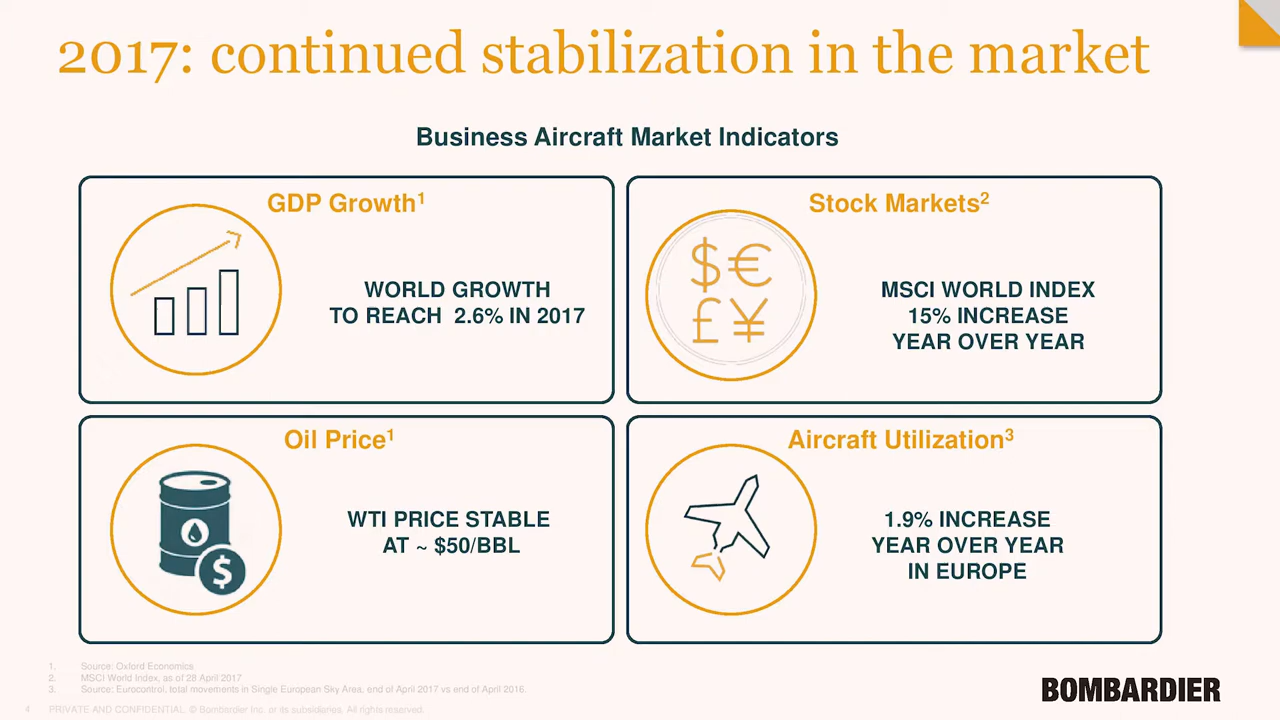 2017: continued stabilization in the market
Business Aircraft Market Indicators
GDP Growth¹
WORLD GROWTH
TO REACH 2.6% IN 2017
Stock Markets²
$€
£¥
MSCI WORLD INDEX
15% INCREASE
YEAR OVER YEAR
Oil Price¹
$
WTI PRICE STABLE
AT ~ $50/BBL
Aircraft Utilization³
1.9% INCREASE
YEAR OVER YEAR
IN EUROPE
1. Source: Oxford Economics
2. MSCI World Index, as of 28 April 2017
3. Source: Eurocontrol, total movements in Single European Sky Area, end of April 2017 vs end of April 2016.
4 PRIVATE AND CONFIDENTIAL. © Bombardier Inc. or its subsidiaries. All rights reserved.
BOMBARDIER